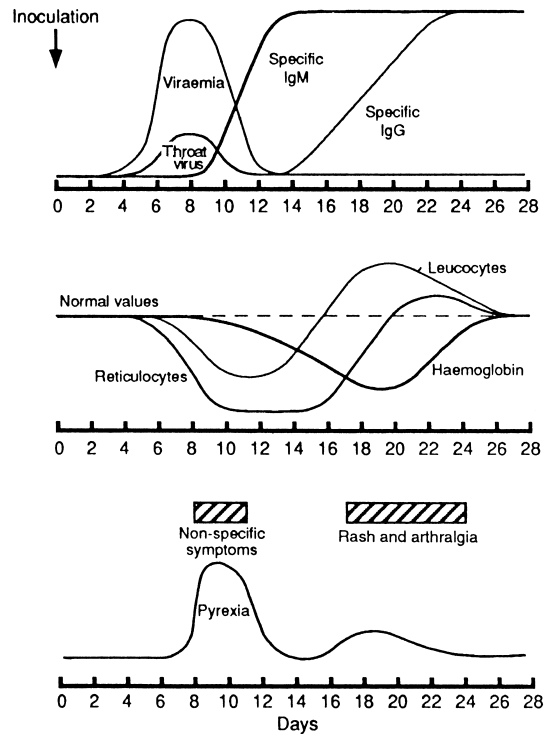 Inoculation
Viraemia
Throat
virus
Specific
IgM
Specific
IgG
0 2 4 6 8 10 12 14 16 18 20 22 24 26 28
Leucocytes
Normal values
Reticulocytes
Haemoglobin
0 2 4 6 8 10 12 14 16 18 20 22 24 26 28
Non-specific
symptoms
Rash and arthralgia
Pyrexia
0 2 4 6 8 10 12 14 16 18 20 22 24 26 28
Days